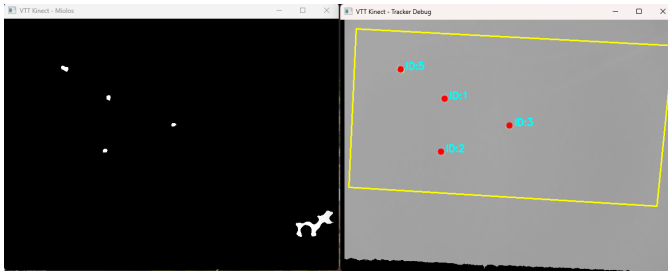 VTT Kinect - Miolos
VTT Kinect - Tracker Debug
ID:5
ID:1
ID:3
ID:2